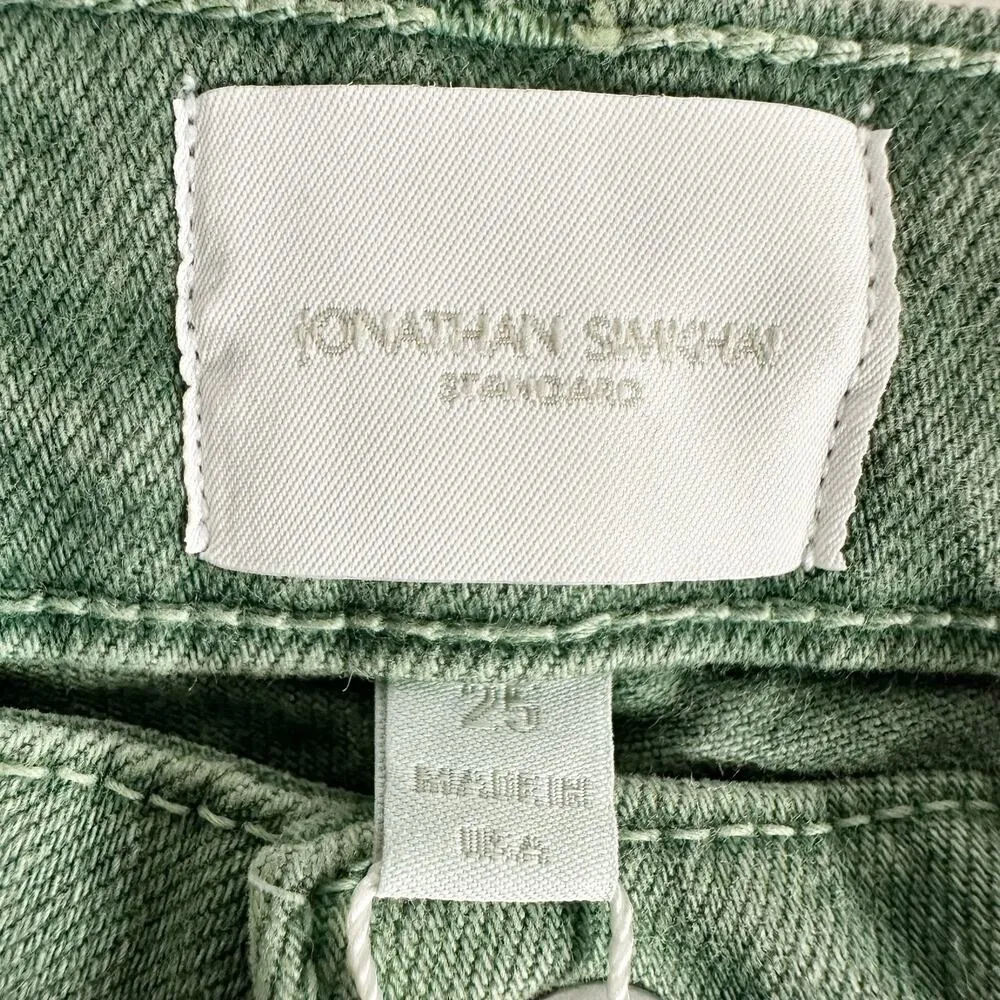 JONATHAN SIMKHAI
STANDARD
25
MADE IN
USA